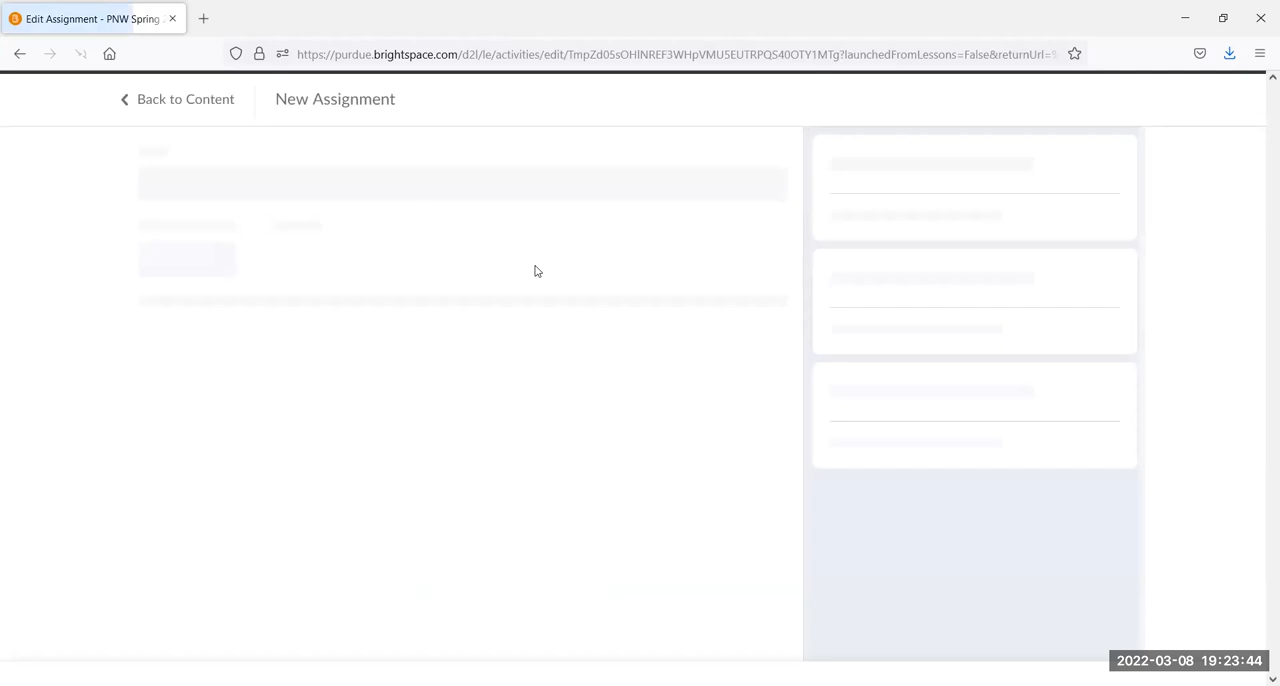 Edit Assignment - PNW Spring
https://purdue.brightspace.com/d2l/le/activities/edit/TmpZd05sOHlNREF3WHpVMU5EUTRPQS40OTY1MTg?launchedFromLessons=False&returnUrl=%
Back to Content
New Assignment
2022-03-08 19:23:44